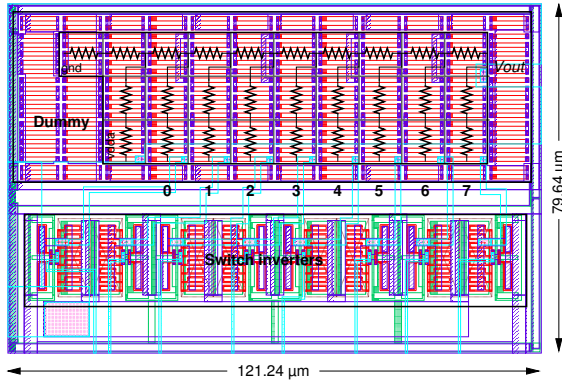 gnd
Vout
Dummy
Vdda
0 1 2 3 4 5 6 7
Switch inverters
79.64 μm
121.24 μm